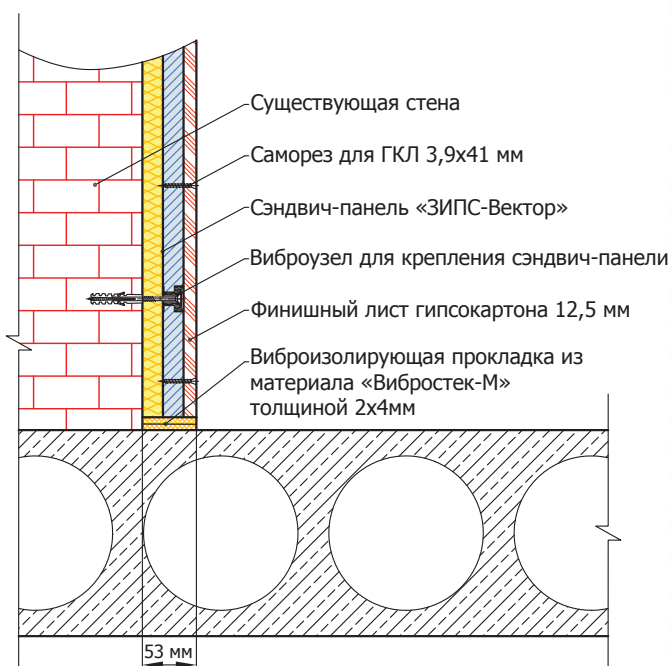 Существующая стена
Саморез для ГКЛ 3,9х41 мм
Сэндвич-панель «ЗИПС-Вектор»
Виброузел для крепления сэндвич-панели
Финишный лист гипсокартона 12,5 мм
Виброизолирующая прокладка из
материала «Вибростек-М»
толщиной 2х4мм
53 мм